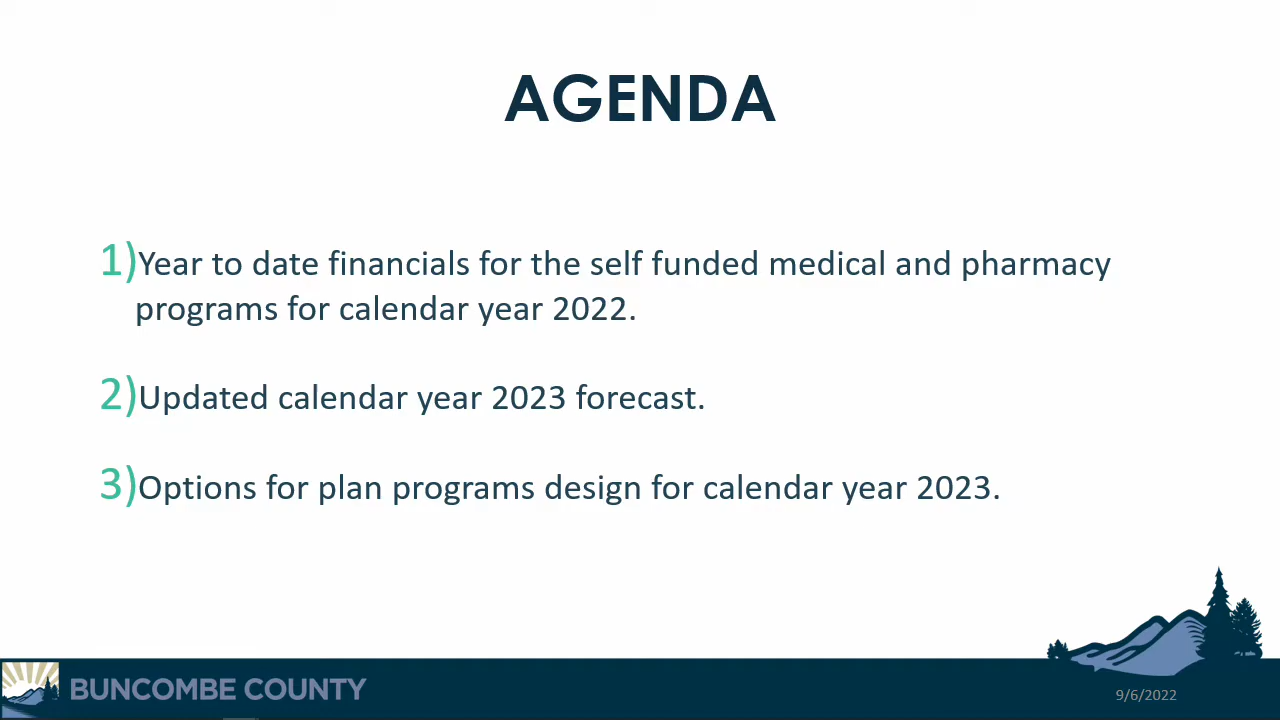 AGENDA
1)Year to date financials for the self funded medical and pharmacy
programs for calendar year 2022.
2)Updated calendar year 2023 forecast.
3)Options for plan programs design for calendar year 2023.
BUNCOMBE COUNTY
9/6/2022